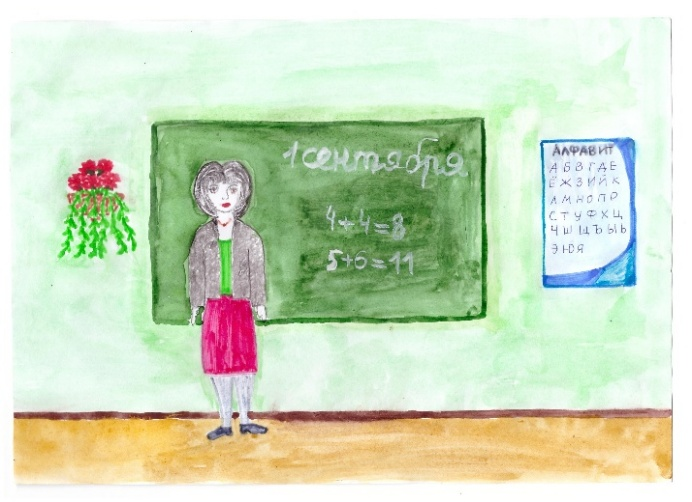 1 сентября
4+4=8
5+6=11
АЛФАВИТ
А Б В Г Д Е
Ё Ж З И Й К
Л М Н О П Р
С Т У Ф Х Ц
Ч Ш Щ Ъ Ы Ь
Э Ю Я